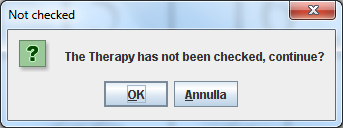 Not checked
The Therapy has not been checked, continue?
OK
Annulla